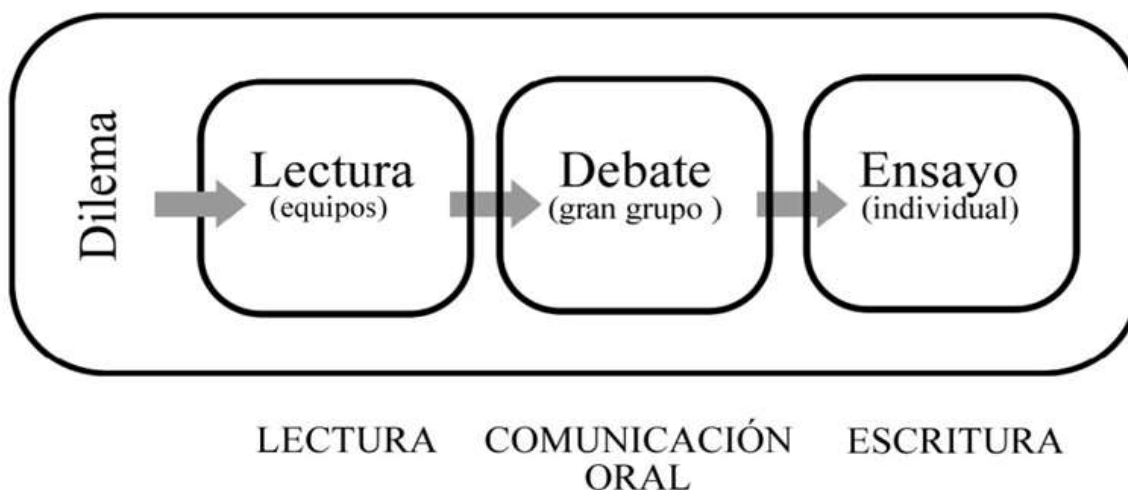 Dilema
Lectura
(equipos)
Debate
(gran grupo )
Ensayo
(individual)
LECTURA
COMUNICACIÓN
ORAL
ESCRITURA